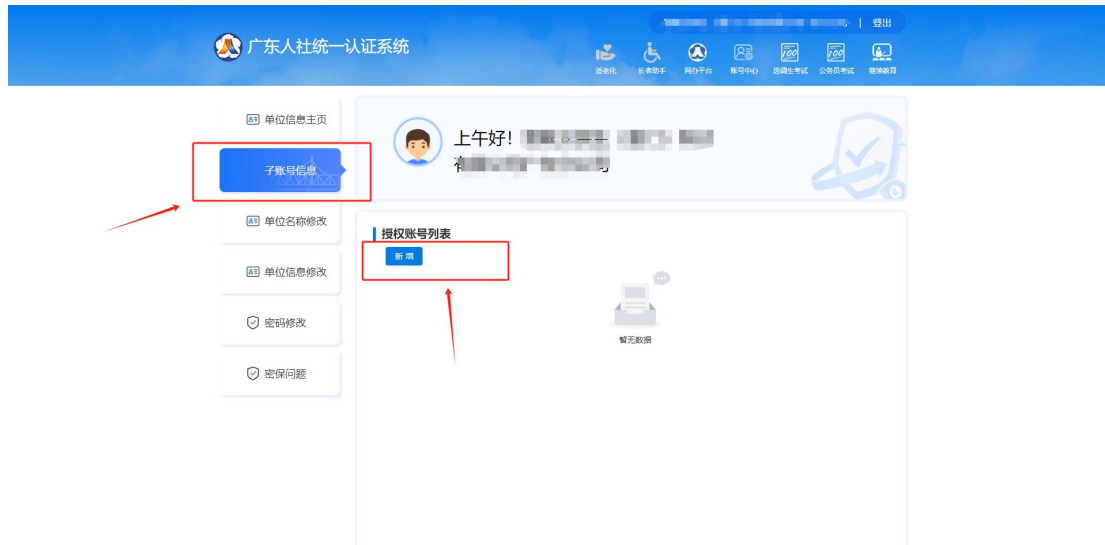 登出
广东人社统一认证系统
适老化 长者助手 网办平台 账号中心 选调生考试 公务员考试 继续教育
单位信息主页
上午好！
子账号信息
单位名称修改
授权账号列表
新 增
单位信息修改
密码修改
暂无数据
密保问题